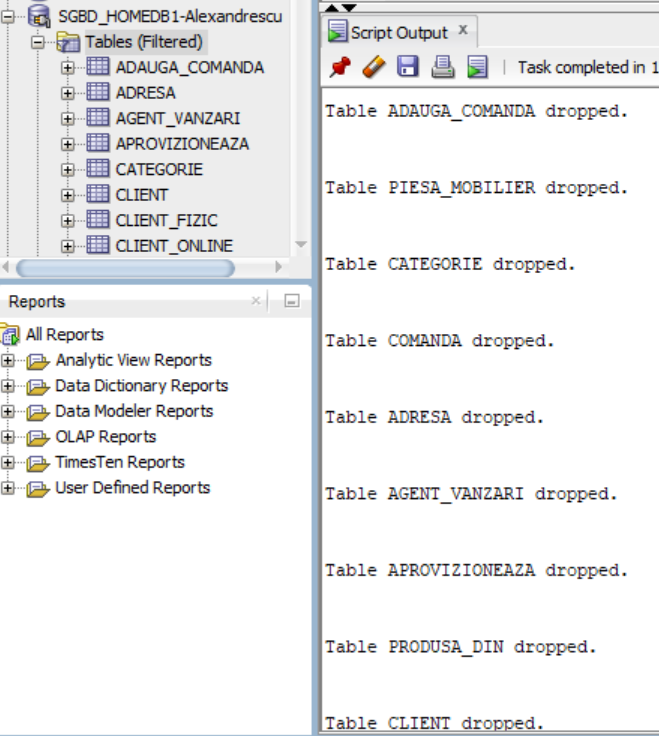 SGBD_HOMEDB1-Alexandrescu
Tables (Filtered)
ADAUGA_COMANDA
ADRESA
AGENT_VANZARI
APROVIZIONEAZA
CATEGORIE
CLIENT
CLIENT_FIZIC
CLIENT_ONLINE
Reports
All Reports
Analytic View Reports
Data Dictionary Reports
Data Modeler Reports
OLAP Reports
TimesTen Reports
User Defined Reports
Script Output
Task completed in 1
Table ADAUGA_COMANDA dropped.
Table PIESA_MOBILIER dropped.
Table CATEGORIE dropped.
Table COMANDA dropped.
Table ADRESA dropped.
Table AGENT_VANZARI dropped.
Table APROVIZIONEAZA dropped.
Table PRODUSA_DIN dropped.
Table CLIENT dropped.